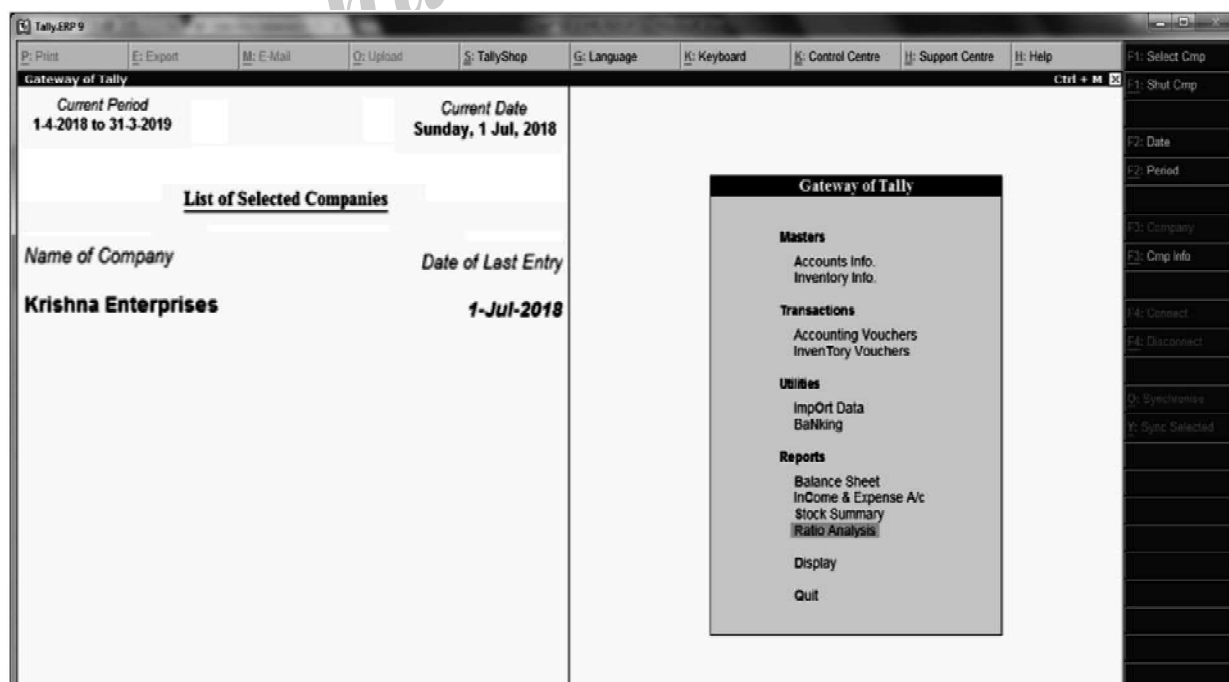 Tally.ERP 9
P: Print E: Export M: E-Mail O: Upload S: TallyShop G: Language K: Keyboard K: Control Centre H: Support Centre H: Help
F1: Select Cmp
Gateway of Tally Ctrl + M
F1: Shut Cmp
Current Period Current Date
1-4-2018 to 31-3-2019 Sunday, 1 Jul, 2018
F2: Date
F2: Period
List of Selected Companies
Name of Company Date of Last Entry
Krishna Enterprises 1-Jul-2018
Gateway of Tally
Masters
Accounts Info.
Inventory Info.
Transactions
Accounting Vouchers
InvenTory Vouchers
Utilities
ImpOrt Data
BaNking
Reports
Balance Sheet
InCome & Expense A/c
Stock Summary
Ratio Analysis
Display
Quit
F3: Company
F3: Cmp Info
F4: Connect
F4: Disconnect
O: Synchronise
Y: Sync Selected